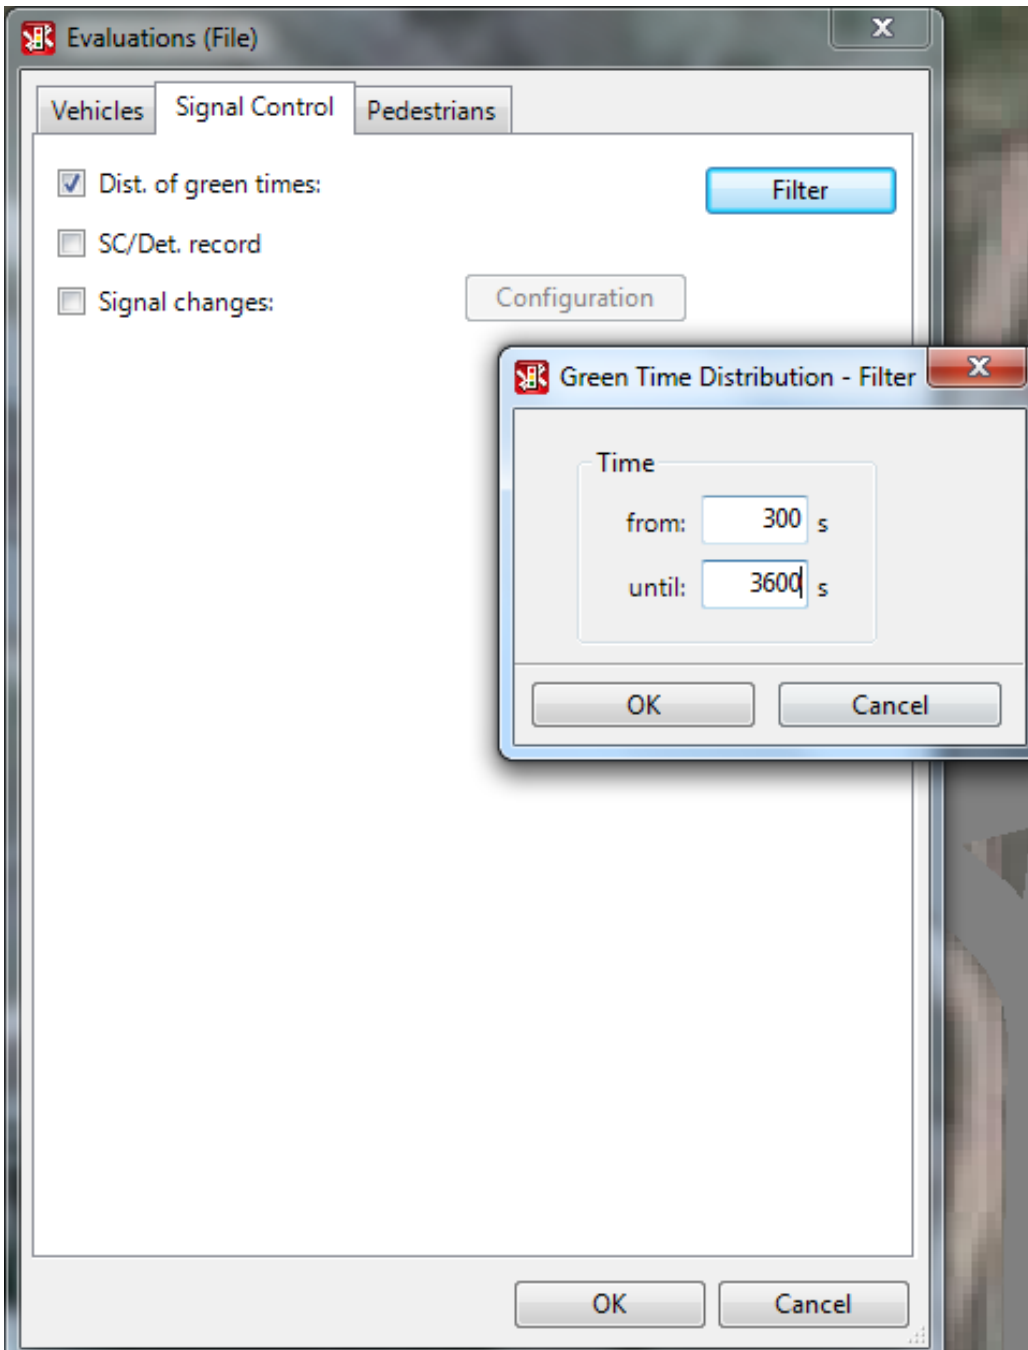 Evaluations (File)
x
Vehicles Signal Control Pedestrians
Dist. of green times: Filter
SC/Det. record
Signal changes: Configuration
Green Time Distribution - Filter
x
Time
from: 300 s
until: 3600 s
OK Cancel
OK Cancel